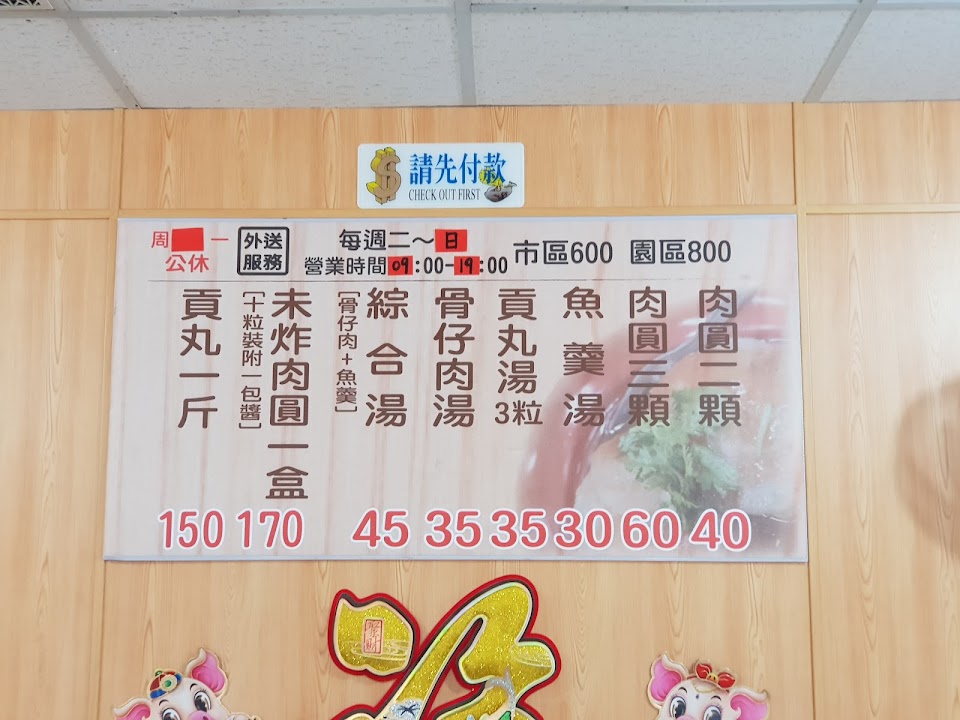 請先付款
CHECK OUT FIRST
周 一
公休
外送
服務
每週二～日
營業時間09:00-19:00
市區600 園區800
肉圓二顆
40
肉圓三顆
60
魚羹湯
30
貢丸湯3粒
35
骨仔肉湯
35
綜合湯
[骨仔肉+魚羹]
45
未炸肉圓一盒
[十粒裝附一包醬]
170
貢丸一斤
150